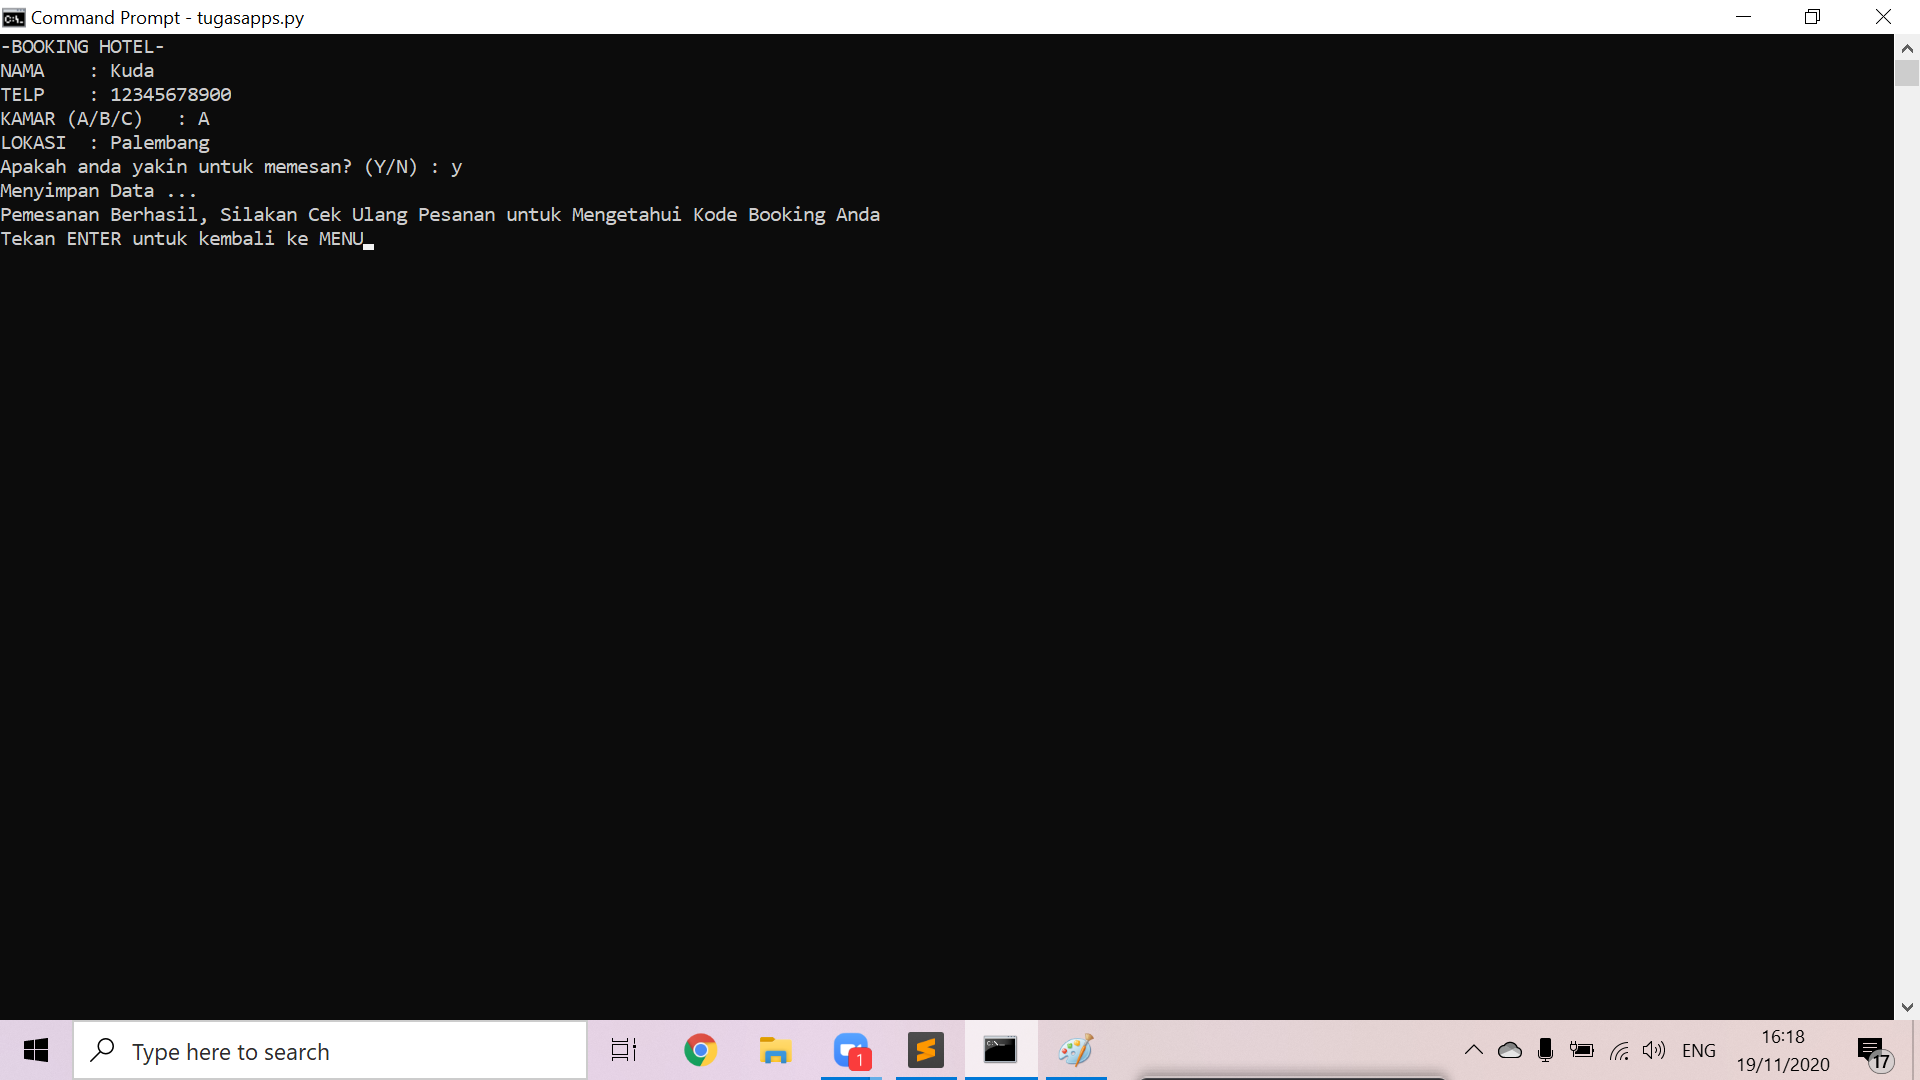 Command Prompt - tugasapps.py
-BOOKING HOTEL-
NAMA    : Kuda
TELP    : 12345678900
KAMAR (A/B/C)   : A
LOKASI  : Palembang
Apakah anda yakin untuk memesan? (Y/N) : y
Menyimpan Data ...
Pemesanan Berhasil, Silakan Cek Ulang Pesanan untuk Mengetahui Kode Booking Anda
Tekan ENTER untuk kembali ke MENU
Type here to search
1
ENG
16:18
19/11/2020
17